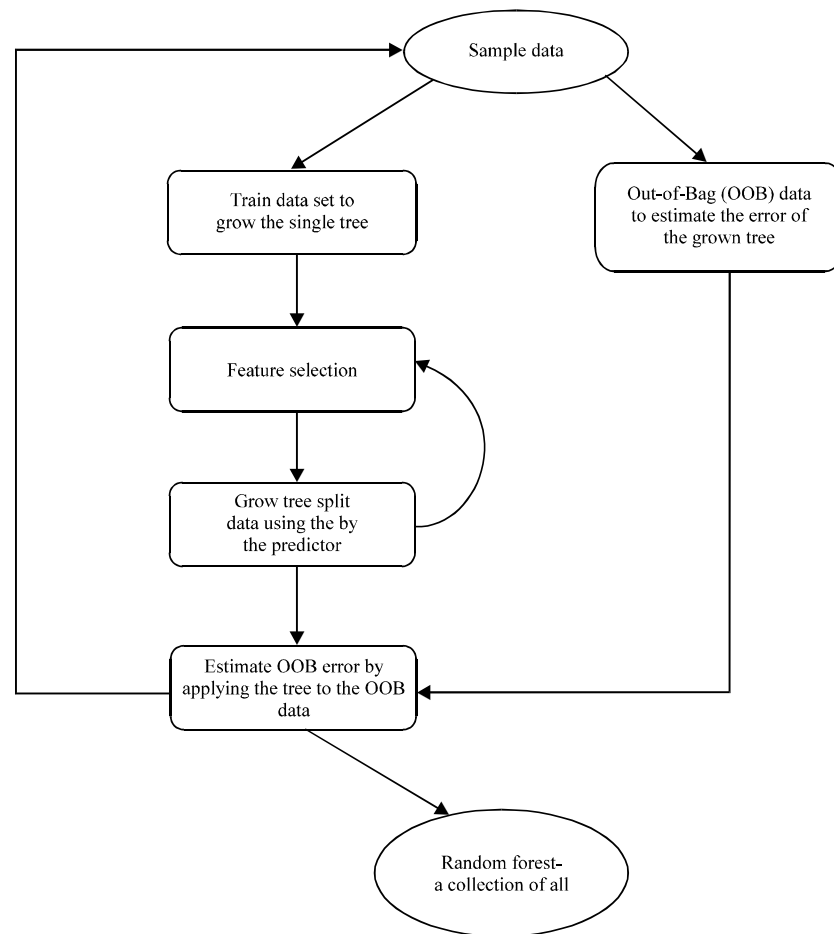 Sample data
Train data set to
grow the single tree
Out-of-Bag (OOB) data
to estimate the error of
the grown tree
Feature selection
Grow tree split
data using the by
the predictor
Estimate OOB error by
applying the tree to the OOB
data
Random forest-
a collection of all